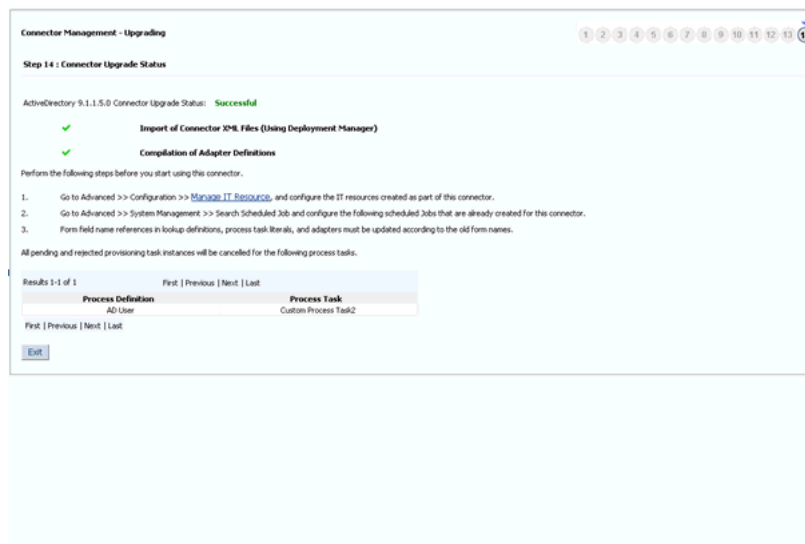 Connector Management - Upgrading
1 2 3 4 5 6 7 8 9 10 11 12 13
Step 14 : Connector Upgrade Status
ActiveDirectory 9.1.1.5.0 Connector Upgrade Status: Successful
Import of Connector XML Files (Using Deployment Manager)
Compilation of Adapter Definitions
Perform the following steps before you start using this connector.
1. Go to Advanced >> Configuration >> Manage IT Resource, and configure the IT resources created as part of this connector.
2. Go to Advanced >> System Management >> Search Scheduled Job and configure the following scheduled Jobs that are already created for this connector.
3. Form field name references in lookup definitions, process task literals, and adapters must be updated according to the old form names.
All pending and rejected provisioning task instances will be cancelled for the following process tasks.
Results 1-1 of 1 First | Previous | Next | Last
Process Definition Process Task
AD User Custom Process Task2
First | Previous | Next | Last
Exit